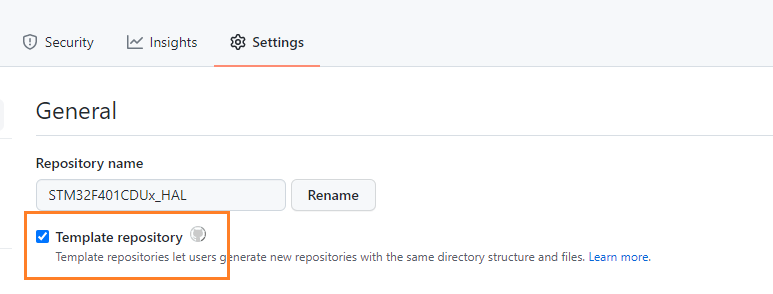 Security Insights Settings
General
Repository name
STM32F401CDUx_HAL Rename
Template repository
Template repositories let users generate new repositories with the same directory structure and files. Learn more.